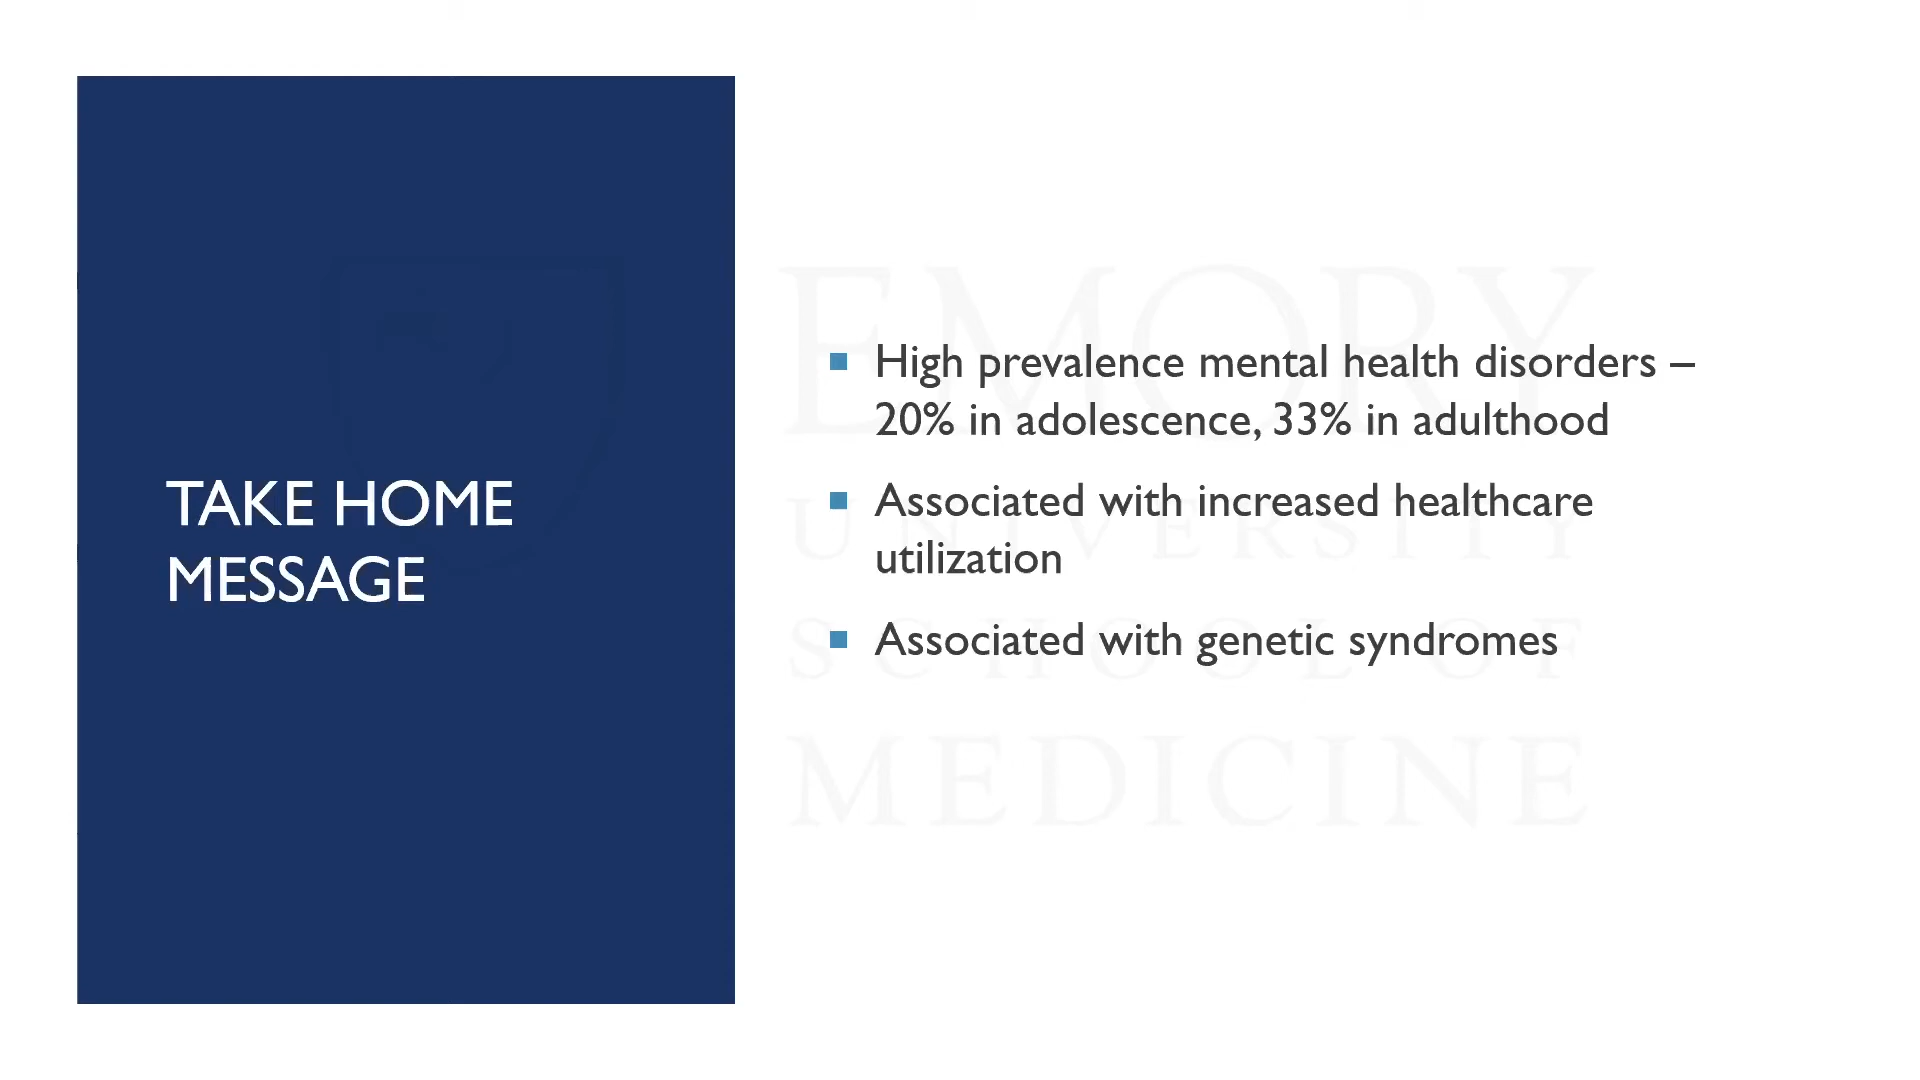 TAKE HOME
MESSAGE
High prevalence mental health disorders –
20% in adolescence, 33% in adulthood
Associated with increased healthcare
utilization
Associated with genetic syndromes
EMORY
UNIVERSITY
SCHOOL OF
MEDICINE